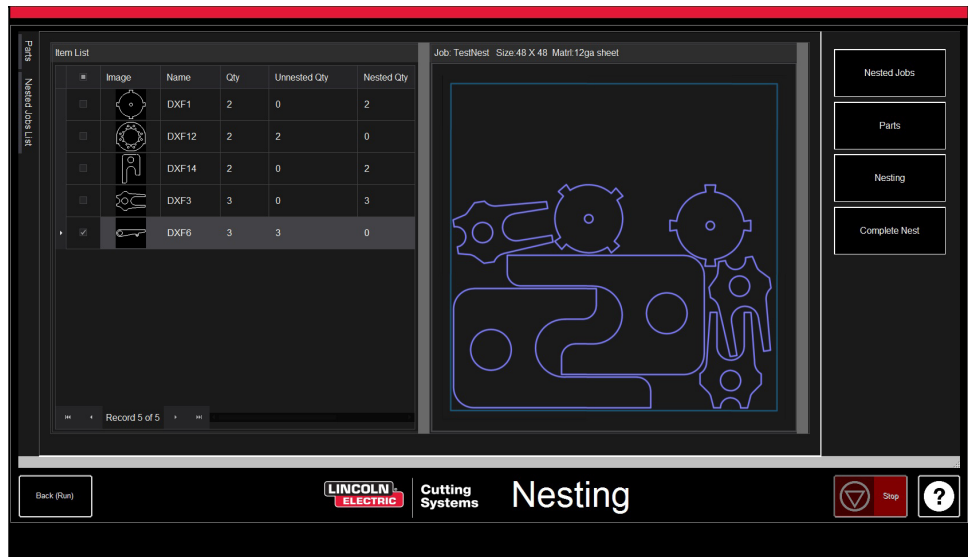 Parts
Nested Jobs List
Item List
Image Name Qty Unnested Qty Nested Qty
DXF1 2 0 2
DXF12 2 2 0
DXF14 2 0 2
DXF3 3 0 3
DXF6 3 3 0
Record 5 of 5
Job: TestNest Size:48 X 48 Matrl:12ga sheet
Nested Jobs
Parts
Nesting
Complete Nest
Back (Run)
LINCOLN
ELECTRIC
Cutting
Systems
Nesting
Stop
?